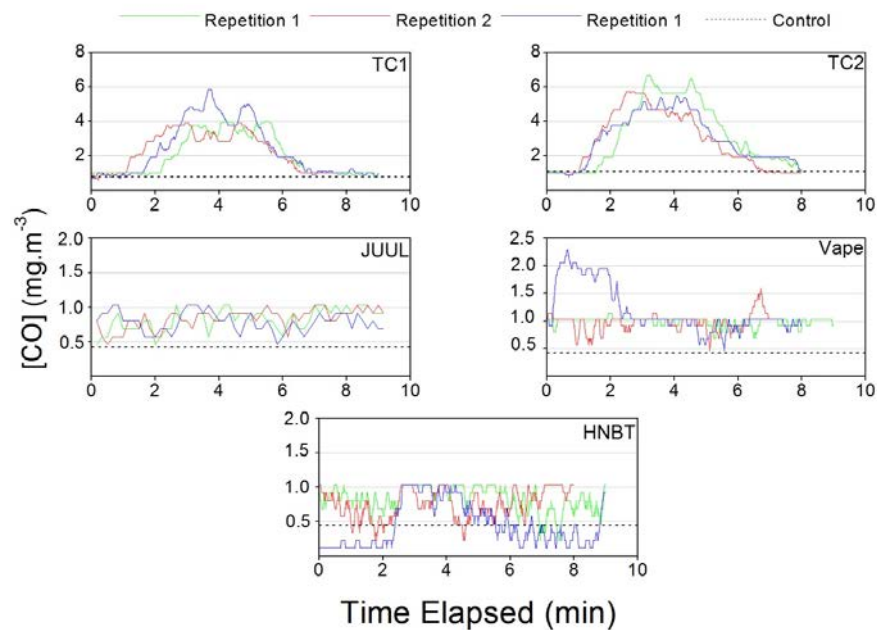 Repetition 1 Repetition 2 Repetition 1 Control
[CO] (mg.m-3)
TC1
8
6
4
2
0 2 4 6 8 10
TC2
8
6
4
2
0 2 4 6 8 10
JUUL
2.0
1.5
1.0
0.5
0 2 4 6 8 10
Vape
2.5
2.0
1.5
1.0
0.5
0 2 4 6 8 10
HNBT
2.0
1.5
1.0
0.5
0 2 4 6 8 10
Time Elapsed (min)